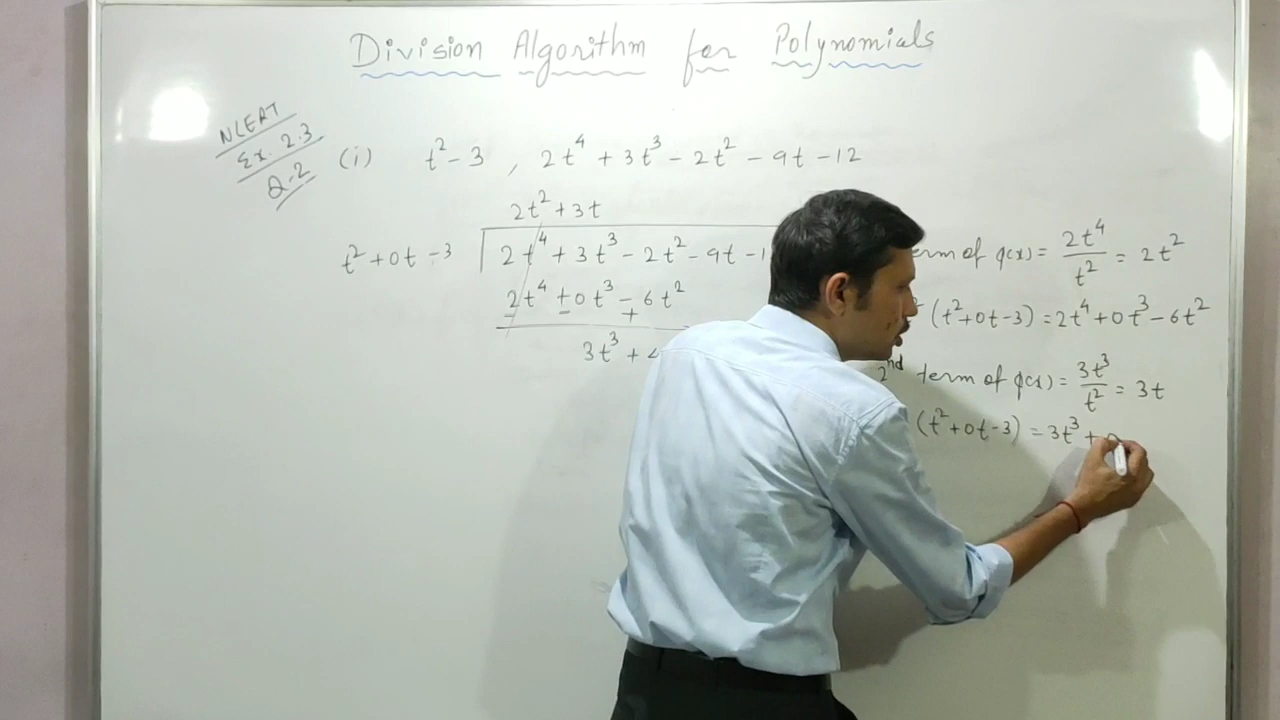 Division Algorithm for Polynomials
NCERT
Ex. 2.3
Q-2
(i) t² - 3 , 2t⁴ + 3t³ - 2t² - 9t - 12
2t² + 3t
t² + 0t - 3 2t⁴ + 3t³ - 2t² - 9t - 1
2t⁴ ± 0t³ - 6t²
- +
3t³ +
term of q(x) = 2t⁴/t² = 2t²
(t² + 0t - 3) = 2t⁴ + 0t³ - 6t²
2nd term of q(x) = 3t³/t² = 3t
(t² + 0t - 3) = 3t³ +